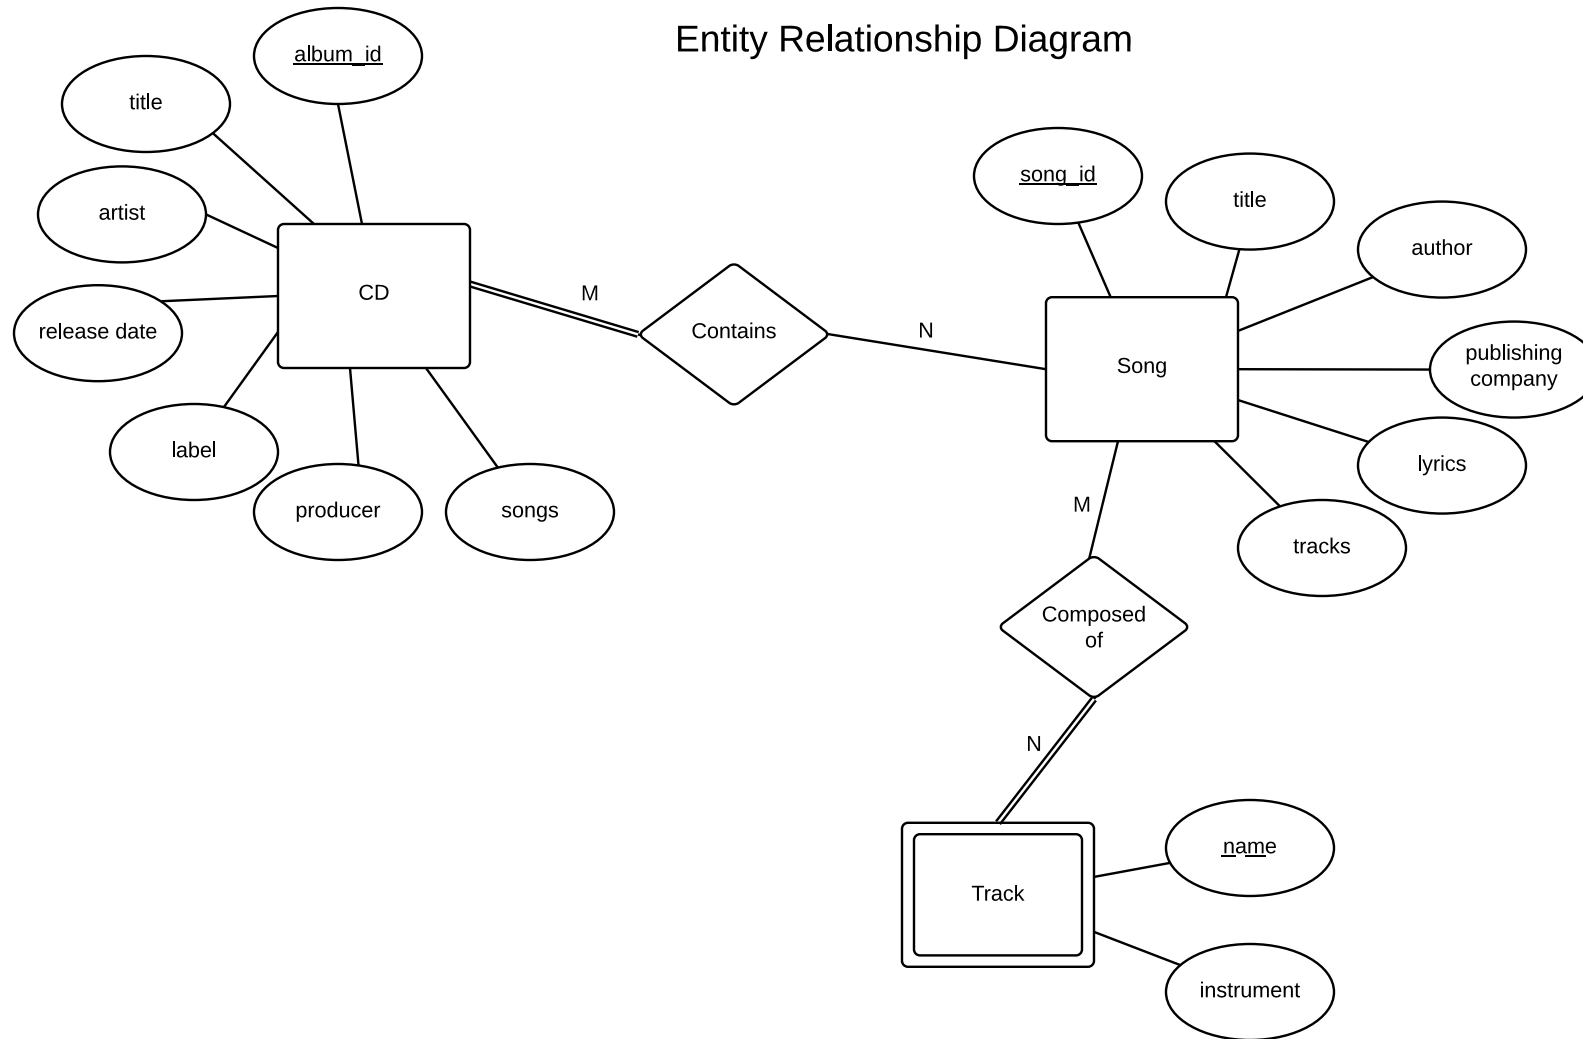 Entity Relationship Diagram
album_id
title
artist
release date
label
producer
songs
CD
M
Contains
N
song_id
title
author
publishing
company
lyrics
tracks
Song
M
Composed
of
N
Track
name
instrument